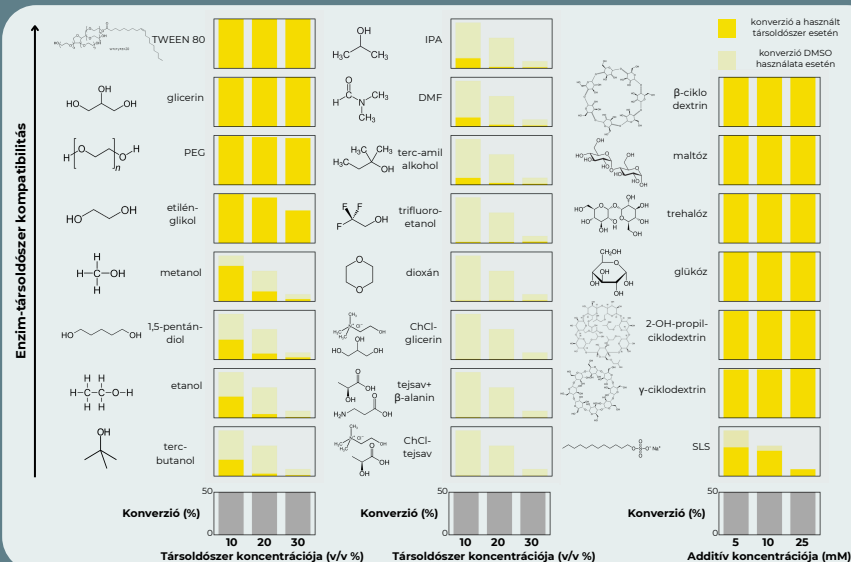 Enzim-társoldószer kompatibilitás
TWEEN 80
glicerin
PEG
etilén-
glikol
metanol
1,5-pentán-
diol
etanol
terc-
butanol
Konverzió (%)
50
0
10 20 30
Társoldószer koncentrációja (v/v %)
IPA
DMF
terc-amil
alkohol
trifluoro-
etanol
dioxán
ChCl-
glicerin
tejsav+
β-alanin
ChCl-
tejsav
Konverzió (%)
50
0
10 20 30
Társoldószer koncentrációja (v/v %)
konverzió a használt
társoldószer esetén
konverzió DMSO
használata esetén
β-ciklo
dextrin
maltóz
trehalóz
glükóz
2-OH-propil-
ciklodextrin
γ-ciklodextrin
SLS
Konverzió (%)
50
0
5 10 25
Additív koncentrációja (mM)